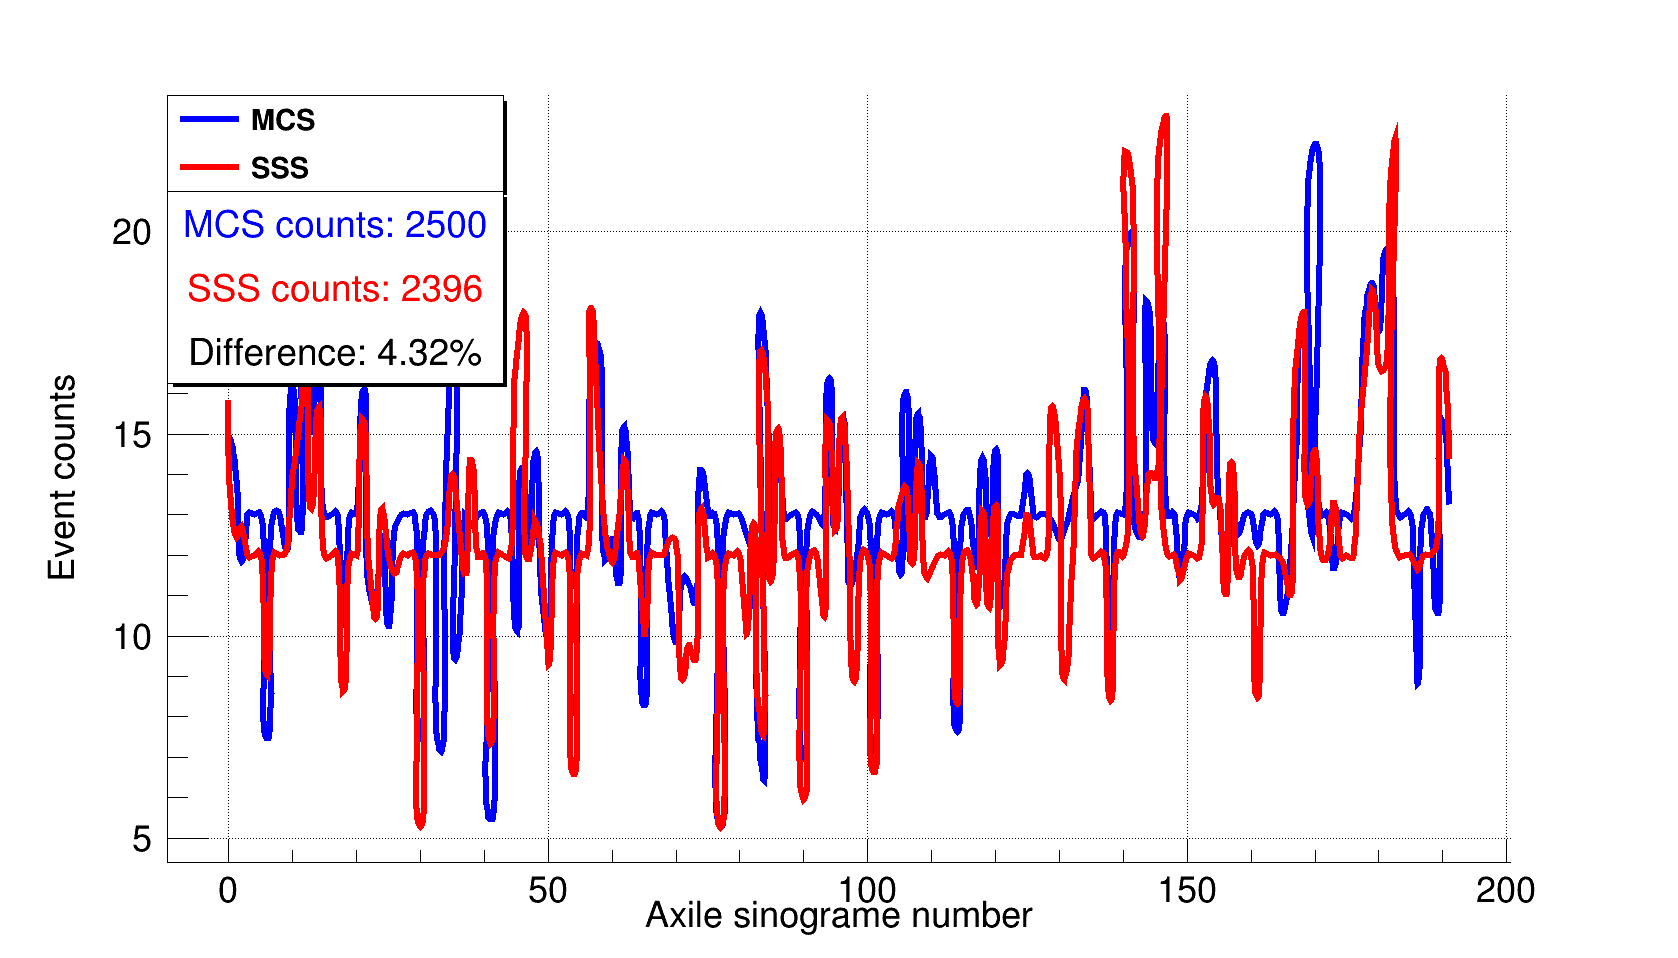 MCS
SSS
MCS counts: 2500
SSS counts: 2396
Difference: 4.32%
Event counts
20
15
10
5
0 50 100 150 200
Axile sinograme number